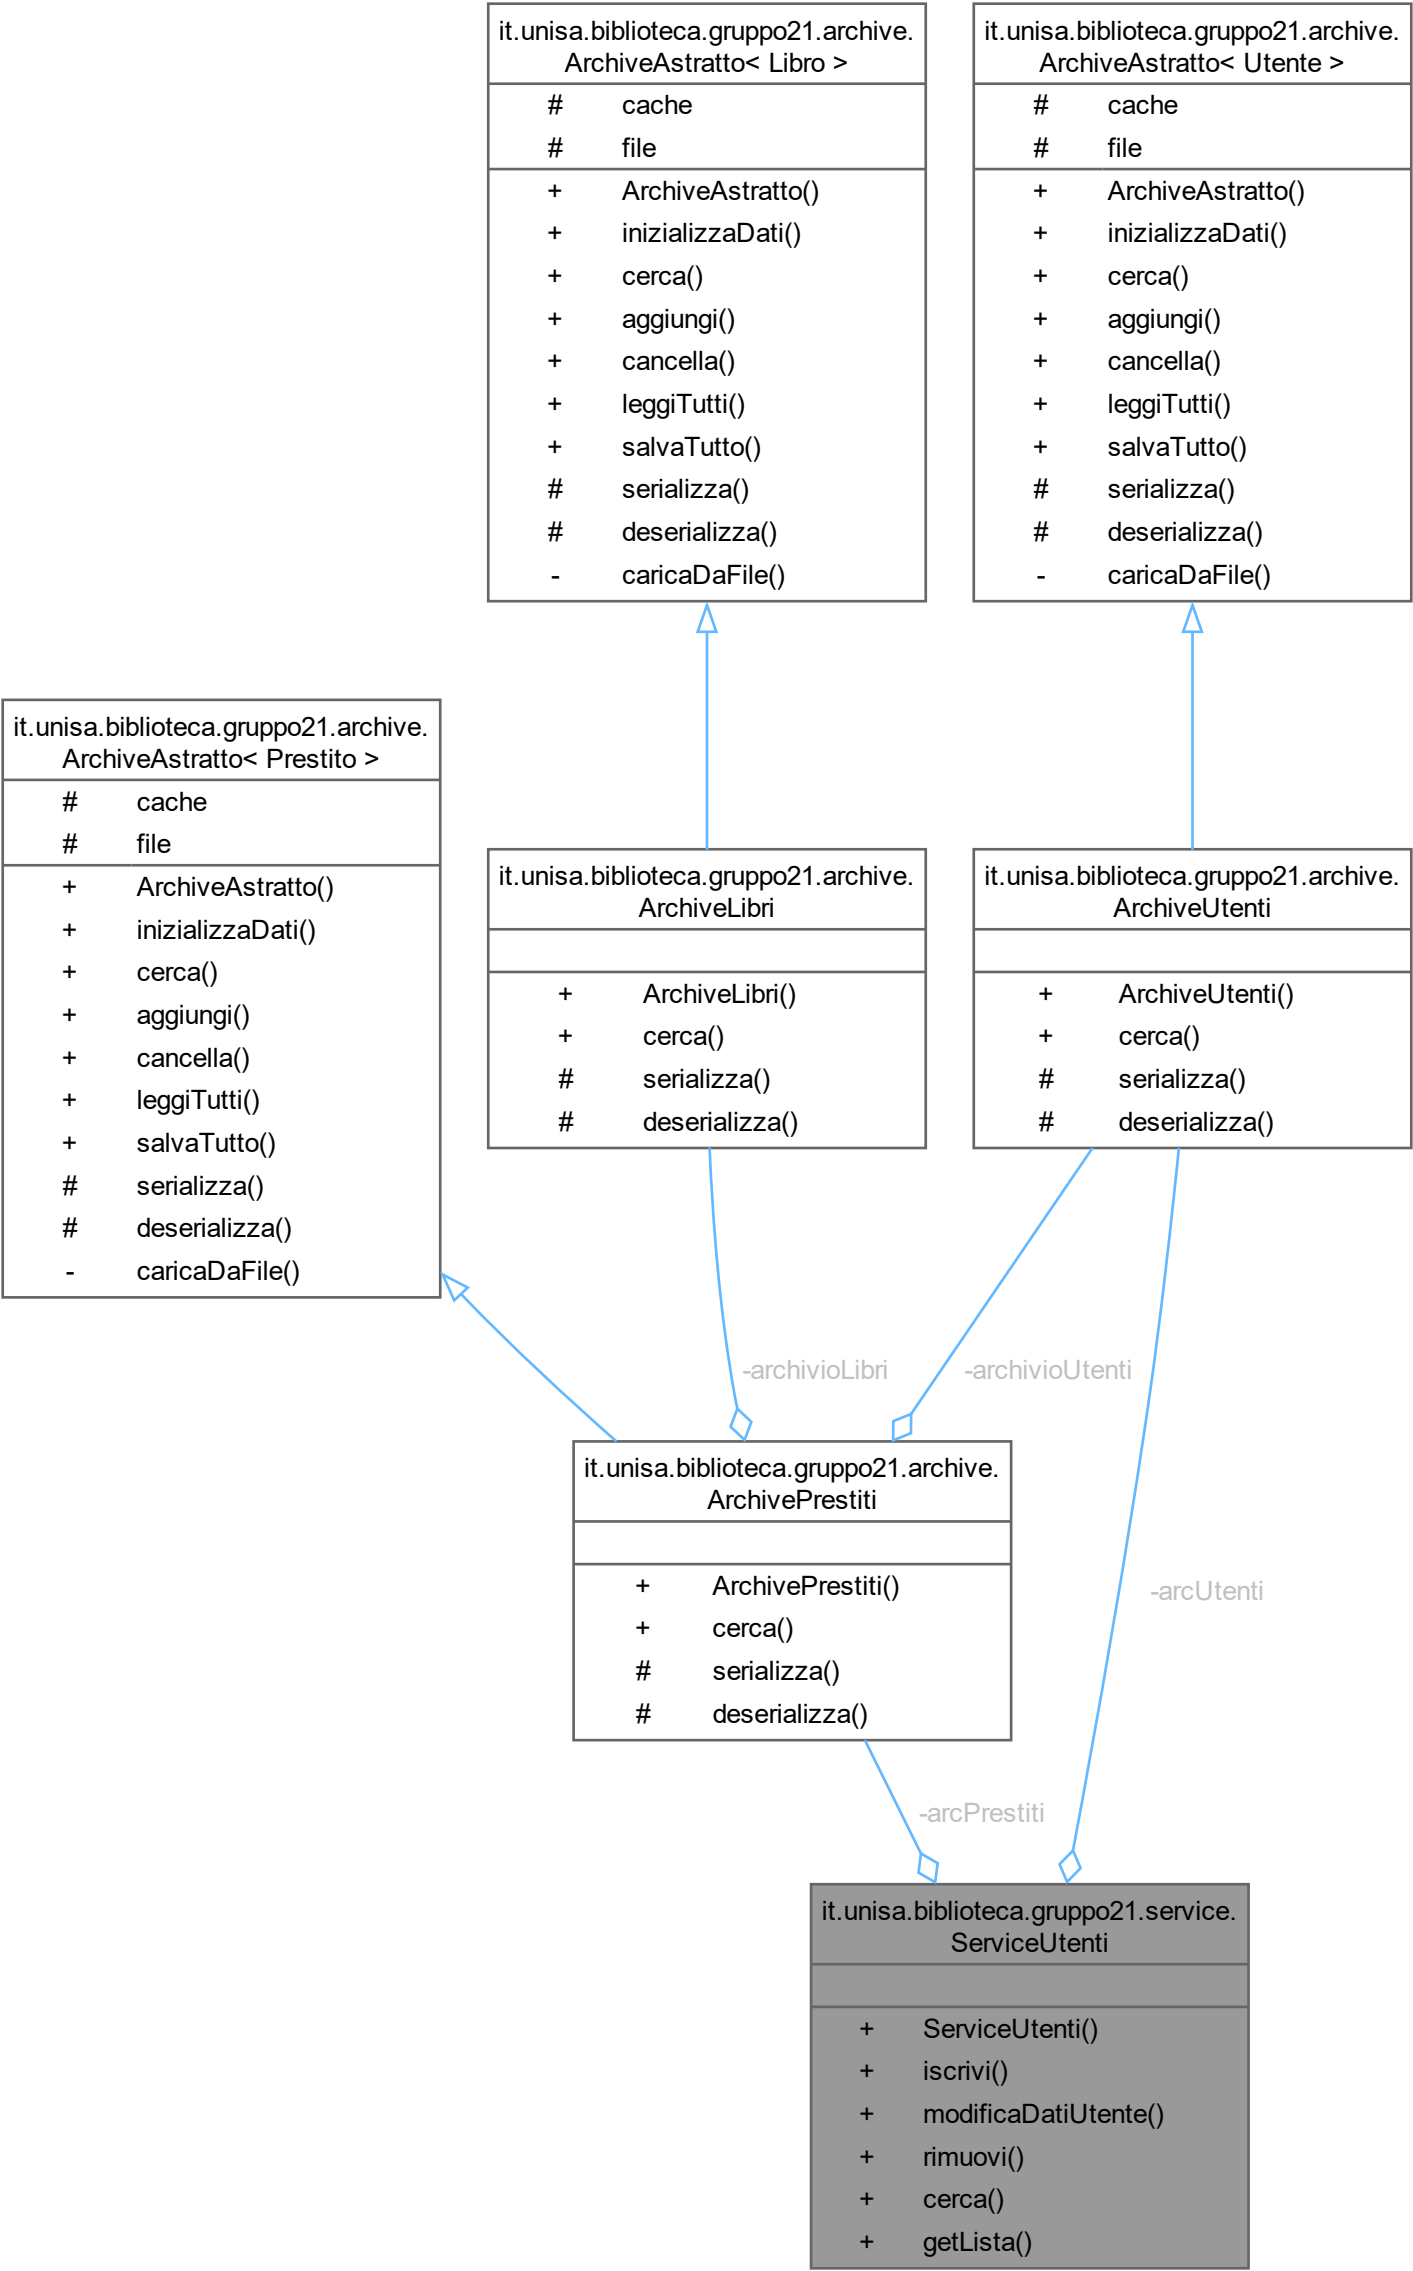 it.unisa.biblioteca.gruppo21.archive.
ArchiveAstratto< Libro >
# cache
# file
+ ArchiveAstratto()
+ inizializzaDati()
+ cerca()
+ aggiungi()
+ cancella()
+ leggiTutti()
+ salvaTutto()
# serializza()
# deserializza()
- caricaDaFile()
it.unisa.biblioteca.gruppo21.archive.
ArchiveAstratto< Utente >
# cache
# file
+ ArchiveAstratto()
+ inizializzaDati()
+ cerca()
+ aggiungi()
+ cancella()
+ leggiTutti()
+ salvaTutto()
# serializza()
# deserializza()
- caricaDaFile()
it.unisa.biblioteca.gruppo21.archive.
ArchiveAstratto< Prestito >
# cache
# file
+ ArchiveAstratto()
+ inizializzaDati()
+ cerca()
+ aggiungi()
+ cancella()
+ leggiTutti()
+ salvaTutto()
# serializza()
# deserializza()
- caricaDaFile()
it.unisa.biblioteca.gruppo21.archive.
ArchiveLibri
+ ArchiveLibri()
+ cerca()
# serializza()
# deserializza()
it.unisa.biblioteca.gruppo21.archive.
ArchiveUtenti
+ ArchiveUtenti()
+ cerca()
# serializza()
# deserializza()
-archivioLibri
-archivioUtenti
it.unisa.biblioteca.gruppo21.archive.
ArchivePrestiti
+ ArchivePrestiti()
+ cerca()
# serializza()
# deserializza()
-arcUtenti
-arcPrestiti
it.unisa.biblioteca.gruppo21.service.
ServiceUtenti
+ ServiceUtenti()
+ iscrivi()
+ modificaDatiUtente()
+ rimuovi()
+ cerca()
+ getLista()